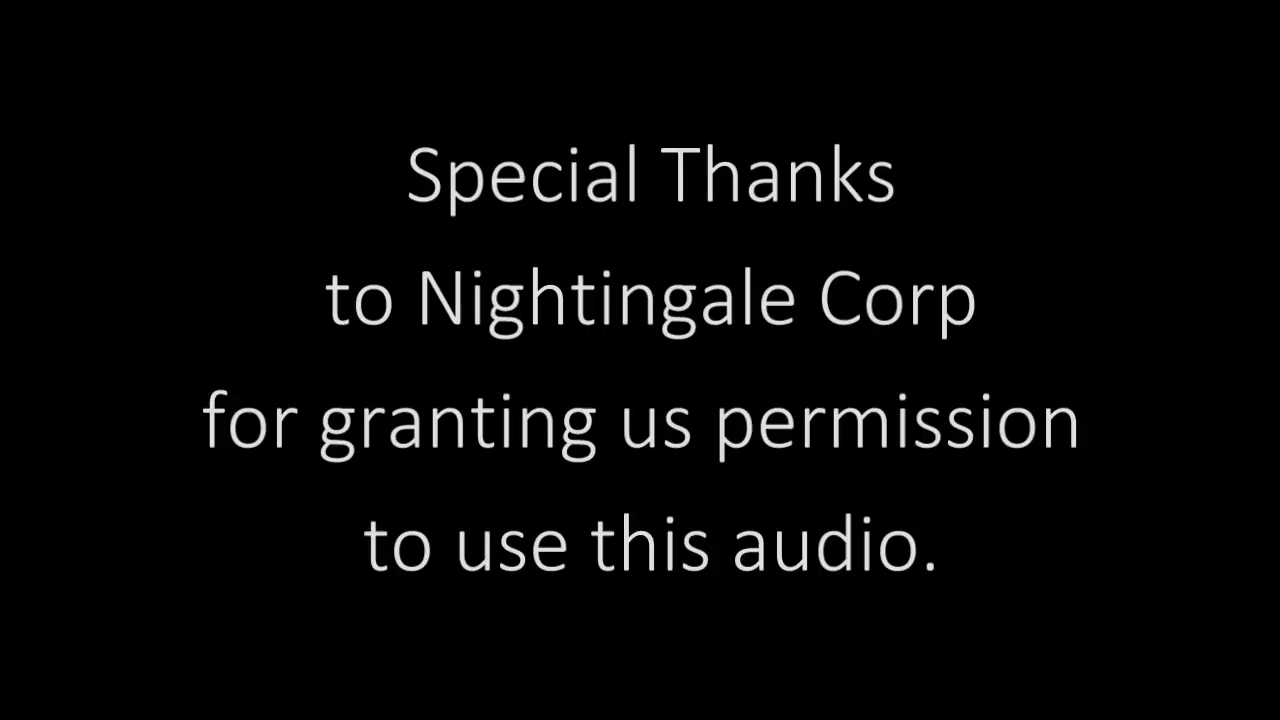 Special Thanks
to Nightingale Corp
for granting us permission
to use this audio.